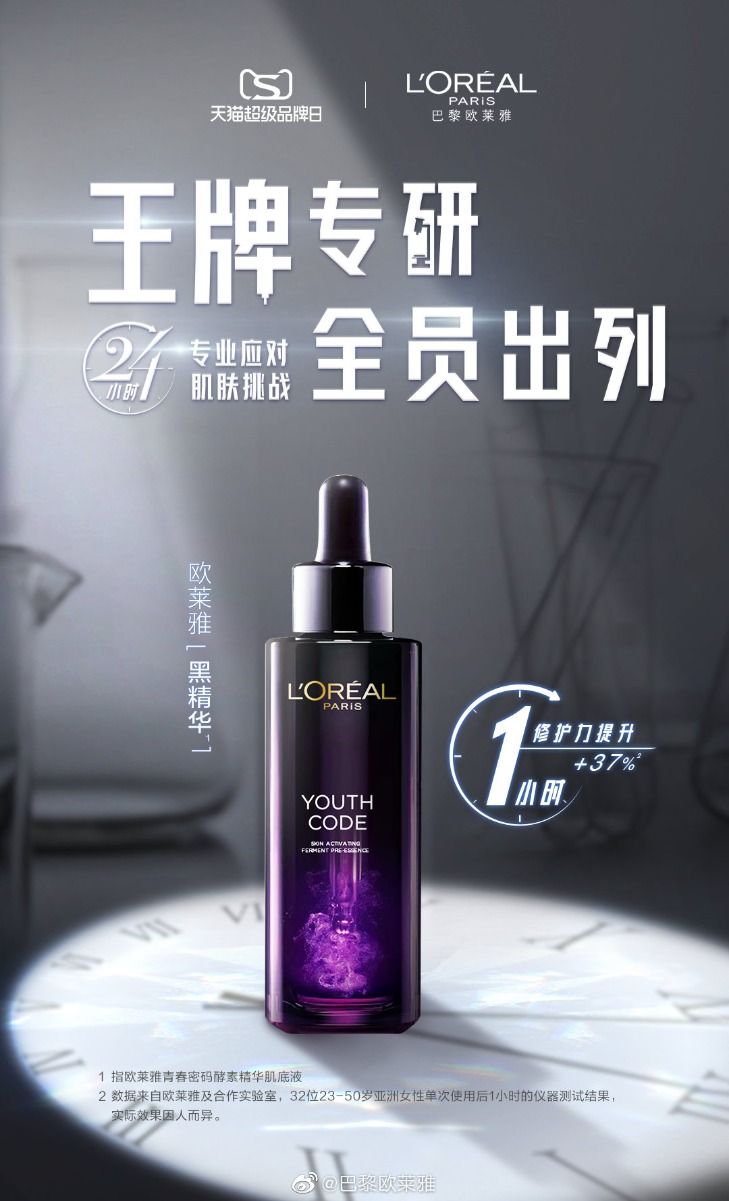 天猫超级品牌日
L'ORÉAL
PARIS
巴黎欧莱雅
王牌专研
24小时
专业应对
肌肤挑战
全员出列
欧莱雅「黑精华¹」
L'ORÉAL
PARIS
YOUTH
CODE
SKIN ACTIVATING
FERMENT PRE-ESSENCE
1小时
修护力提升
+37%²
VII
VI
1 指欧莱雅青春密码酵素精华肌底液
2 数据来自欧莱雅及合作实验室，32位23-50岁亚洲女性单次使用后1小时的仪器测试结果，
实际效果因人而异。
@巴黎欧莱雅